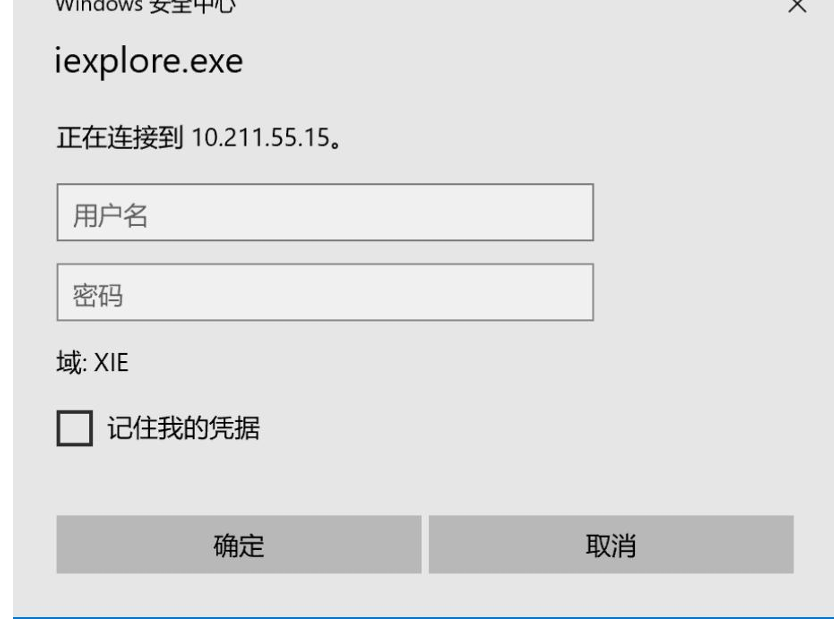 Windows 安全中心
iexplore.exe
正在连接到 10.211.55.15。
用户名
密码
域: XIE
记住我的凭据
确定
取消